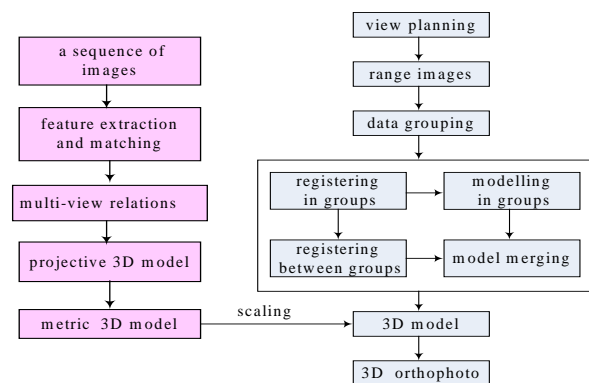 a sequence of
images
feature extraction
and matching
multi-view relations
projective 3D model
metric 3D model
scaling
view planning
range images
data grouping
registering
in groups
modelling
in groups
registering
between groups
model merging
3D model
3D orthophoto